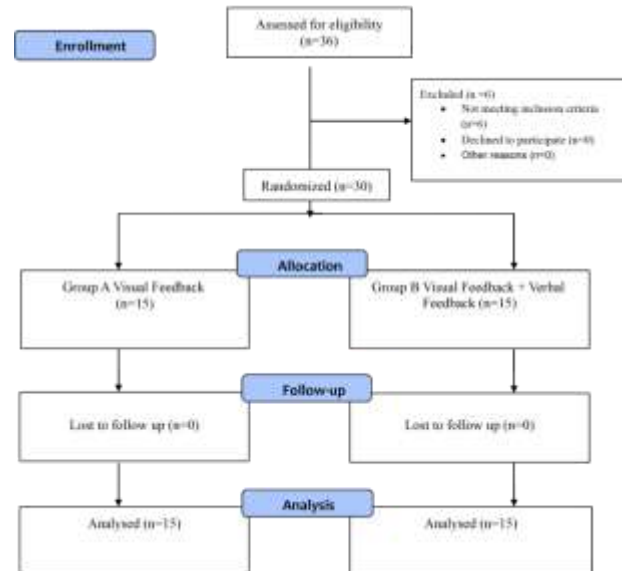 Assessed for eligibility
(n=36)
Enrollment
Excluded (n =6)
• Not meeting inclusion criteria
(n=6)
• Declined to participate (n=0)
• Other reasons (n=0)
Randomized (n=30)
Allocation
Group A Visual Feedback
(n=15)
Group B Visual Feedback + Verbal
Feedback (n=15)
Follow-up
Lost to follow up (n=0)
Lost to follow up (n=0)
Analysis
Analysed (n=15)
Analysed (n=15)